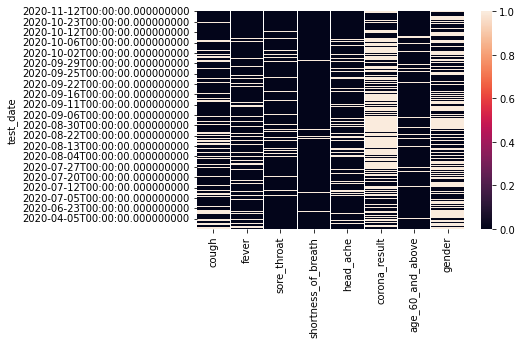 test_date
2020-11-12T00:00:00.000000000
2020-10-23T00:00:00.000000000
2020-10-12T00:00:00.000000000
2020-10-06T00:00:00.000000000
2020-10-02T00:00:00.000000000
2020-09-29T00:00:00.000000000
2020-09-25T00:00:00.000000000
2020-09-22T00:00:00.000000000
2020-09-16T00:00:00.000000000
2020-09-11T00:00:00.000000000
2020-09-06T00:00:00.000000000
2020-08-30T00:00:00.000000000
2020-08-22T00:00:00.000000000
2020-08-13T00:00:00.000000000
2020-08-04T00:00:00.000000000
2020-07-27T00:00:00.000000000
2020-07-20T00:00:00.000000000
2020-07-12T00:00:00.000000000
2020-07-05T00:00:00.000000000
2020-06-23T00:00:00.000000000
2020-04-05T00:00:00.000000000
cough
fever
sore_throat
shortness_of_breath
head_ache
corona_result
age_60_and_above
gender
1.0
0.8
0.6
0.4
0.2
0.0